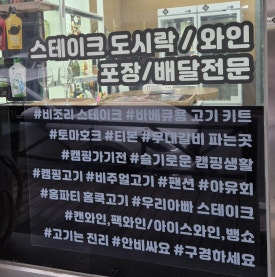 스테이크 도시락 / 와인
포장/배달전문
#비조리 스테이크 #바베큐용 고기 키트
#토마호크 #티본 #우대갈비 파는곳
#캠핑가기전 #슬기로운 캠핑생활
#캠핑고기 #비주얼고기 #팬션 #야유회
#홈파티 홈쿡고기 #우리아빠 스테이크
#캔와인,팩와인/아이스와인,뱅쇼
#고기는 진리 #안비싸요 #구경하세요